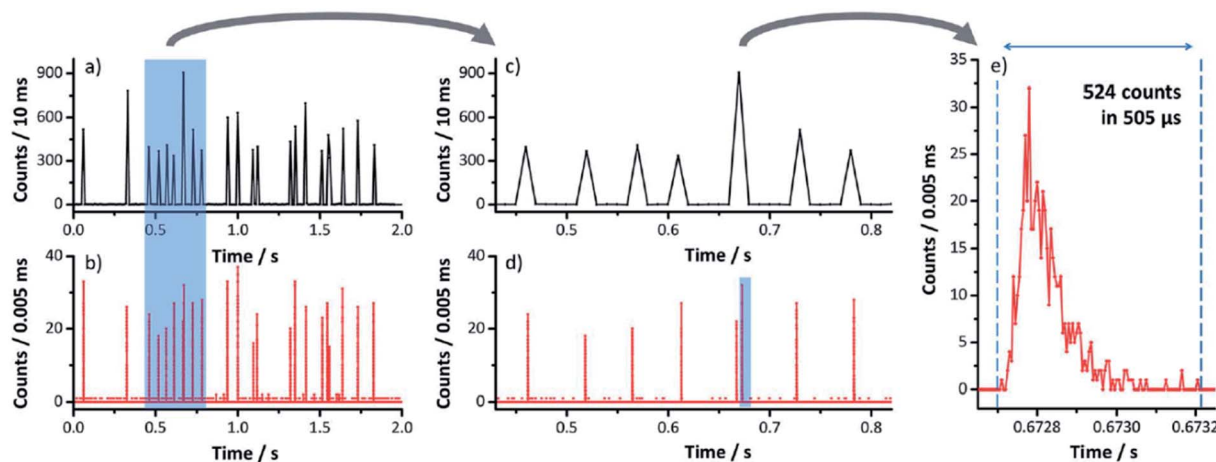 a)
Counts / 10 ms
900
600
300
0
0.0 0.5 1.0 1.5 2.0
Time / s
b)
Counts / 0.005 ms
40
20
0
0.0 0.5 1.0 1.5 2.0
Time / s
c)
Counts / 10 ms
900
600
300
0
0.5 0.6 0.7 0.8
Time / s
d)
Counts / 0.005 ms
40
20
0
0.5 0.6 0.7 0.8
Time / s
e)
524 counts
in 505 µs
Counts / 0.005 ms
35
30
25
20
15
10
5
0
0.6728 0.6730 0.6732
Time / s